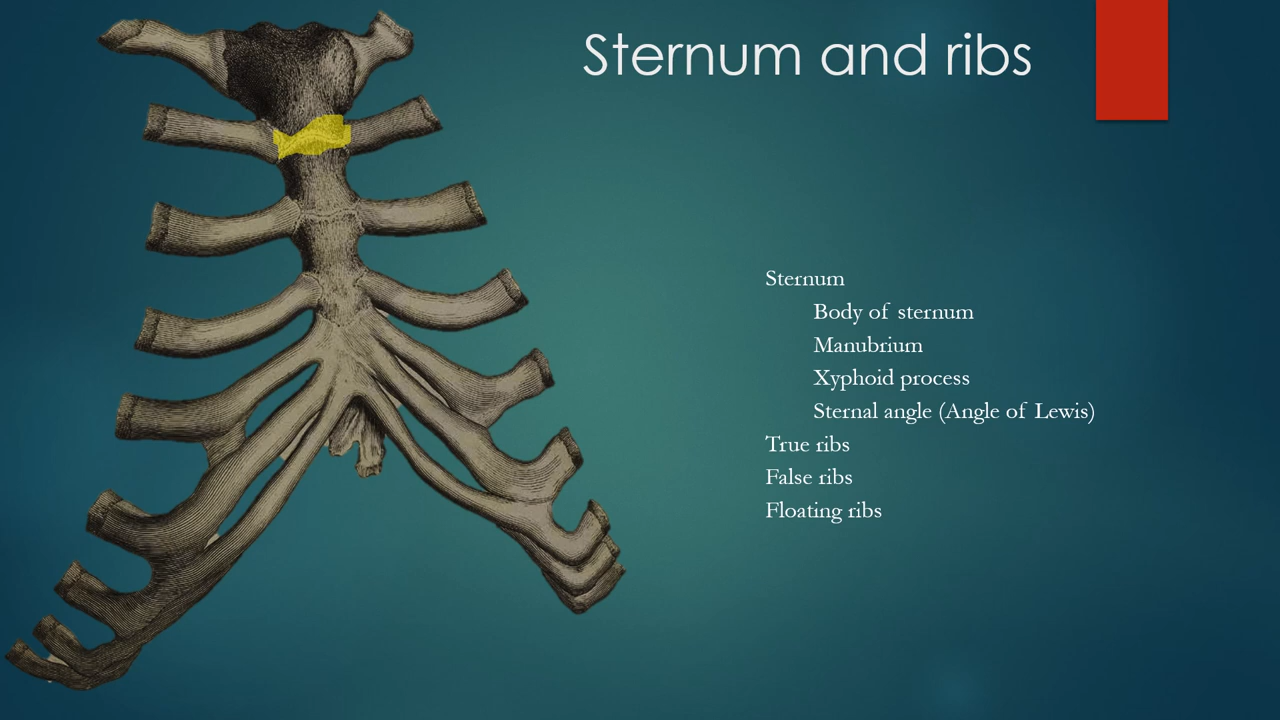 Sternum and ribs
Sternum
Body of sternum
Manubrium
Xyphoid process
Sternal angle (Angle of Lewis)
True ribs
False ribs
Floating ribs